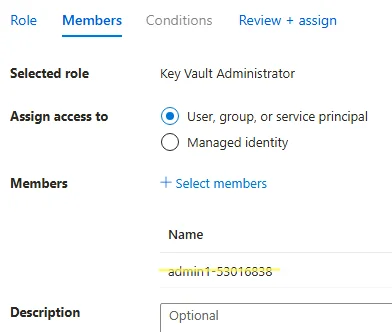 Role Members Conditions Review + assign
Selected role Key Vault Administrator
Assign access to User, group, or service principal
Managed identity
Members + Select members
Name
admin1-53016838
Description Optional